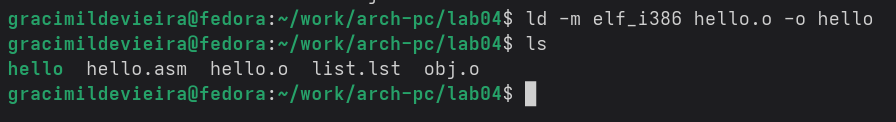 gracimildevieira@fedora:~/work/arch-pc/lab04$ ld -m elf_i386 hello.o -o hello
gracimildevieira@fedora:~/work/arch-pc/lab04$ ls
hello  hello.asm  hello.o  list.lst  obj.o
gracimildevieira@fedora:~/work/arch-pc/lab04$